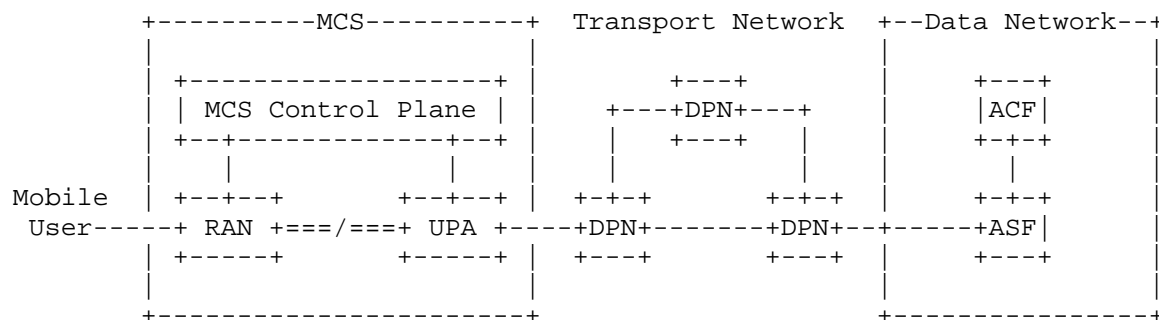 MCS Transport Network Data Network
DPN
MCS Control Plane ACF
Mobile
User RAN UPA DPN DPN ASF